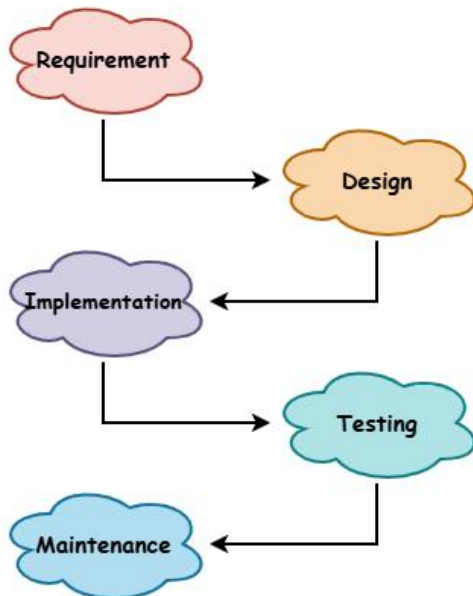 Requirement
Design
Implementation
Testing
Maintenance